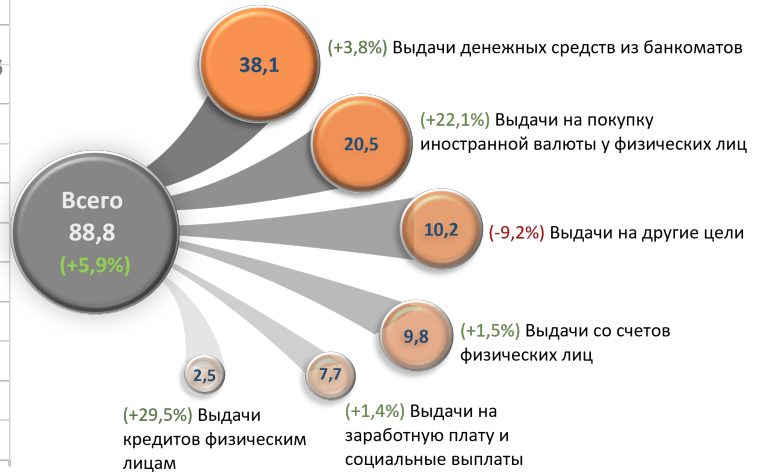 38,1
(+3,8%) Выдачи денежных средств из банкоматов
20,5
(+22,1%) Выдачи на покупку
иностранной валюты у физических лиц
Всего
88,8
(+5,9%)
10,2
(-9,2%) Выдачи на другие цели
9,8
(+1,5%) Выдачи со счетов
физических лиц
7,7
(+1,4%) Выдачи на
заработную плату и
социальные выплаты
2,5
(+29,5%) Выдачи
кредитов физическим
лицам